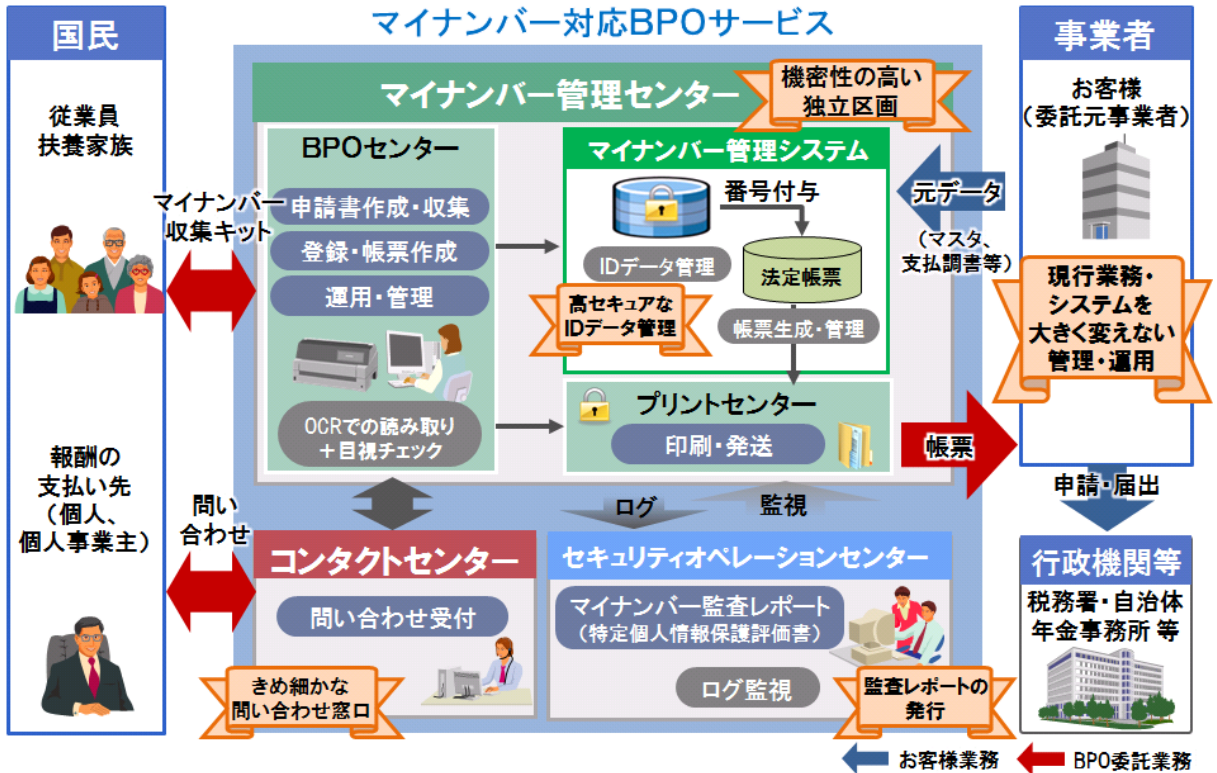 マイナンバー対応BPOサービス
国民
従業員
扶養家族
マイナンバー
収集キット
報酬の
支払い先
(個人、
個人事業主)
問い
合わせ
マイナンバー管理センター
機密性の高い
独立区画
BPOセンター
申請書作成・収集
登録・帳票作成
運用・管理
OCRでの読み取り
+目視チェック
マイナンバー管理システム
番号付与
IDデータ管理
法定帳票
高セキュアな
IDデータ管理
帳票生成・管理
プリントセンター
印刷・発送
ログ
監視
コンタクトセンター
問い合わせ受付
きめ細かな
問い合わせ窓口
セキュリティオペレーションセンター
マイナンバー監査レポート
(特定個人情報保護評価書)
ログ監視
監査レポートの
発行
事業者
お客様
(委託元事業者)
元データ
(マスタ、
支払調書等)
現行業務・
システムを
大きく変えない
管理・運用
帳票
申請・届出
行政機関等
税務署・自治体
年金事務所 等
お客様業務
BPO委託業務